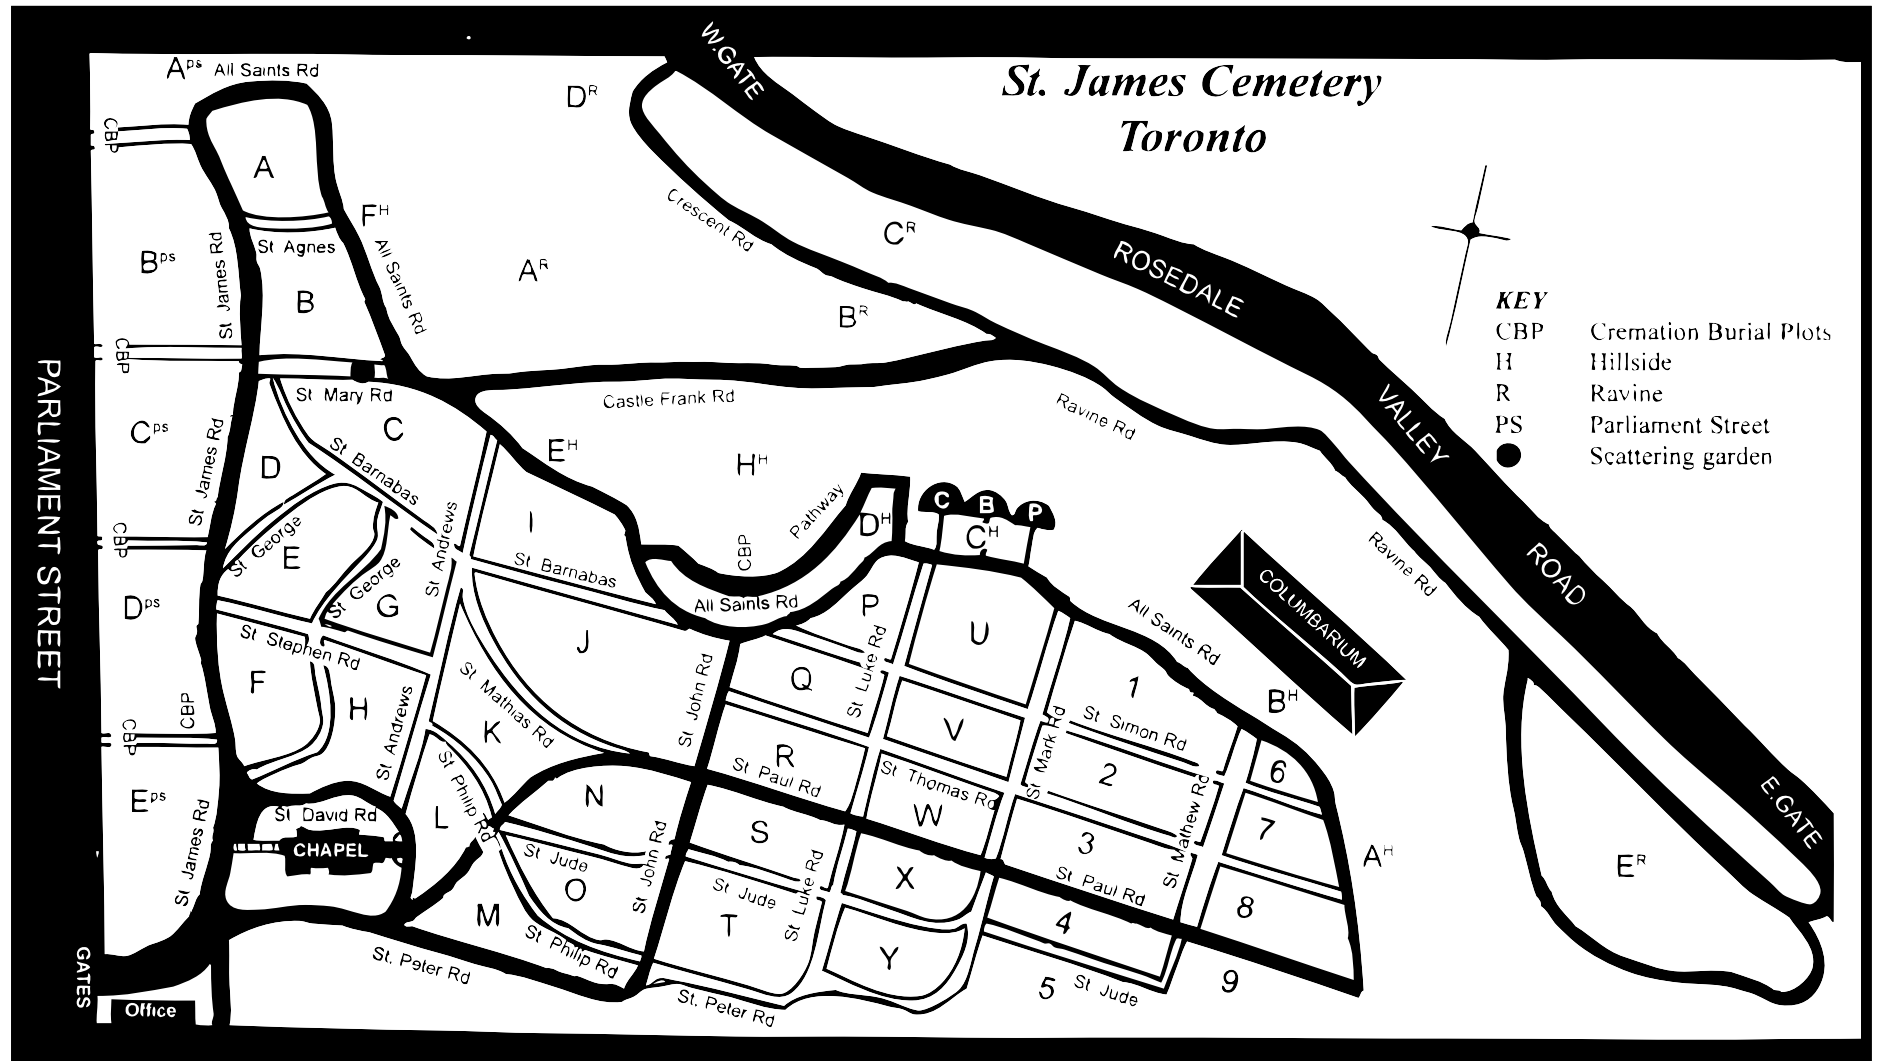 W.GATE
St. James Cemetery
Toronto
Aps All Saints Rd
DR
CBP
A
FH
Crescent Rd
CR
ROSEDALE
St Agnes
Bps
St James Rd
B
All Saints Rd
AR
BR
KEY
CBP Cremation Burial Plots
H Hillside
R Ravine
PS Parliament Street
Scattering garden
CBP
St Mary Rd
Castle Frank Rd
Ravine Rd
VALLEY
PARLIAMENT STREET
Cps
St James Rd
C
D
St Barnabas
EH
HH
Pathway
DH
C
B
P
CH
I
St Andrews
CBP
St George
E
St George
G
St Barnabas
CBP
All Saints Rd
P
U
All Saints Rd
COLUMBARIUM
Ravine Rd
ROAD
Dps
St Stephen Rd
J
F
H
St Andrews
St Mathias Rd
K
St John Rd
Q
St Luke Rd
V
1
BH
St Simon Rd
St Mark Rd
CBP
CBP
R
St Paul Rd
St Thomas Rd
W
2
6
St Mathew Rd
E.GATE
Eps
St James Rd
St David Rd
CHAPEL
L
St Philip Rd
N
S
3
7
AH
ER
St Jude
O
St John Rd
St Jude
St Luke Rd
X
St Paul Rd
8
M
St Philip Rd
T
Y
4
5
St Jude
9
St. Peter Rd
St. Peter Rd
GATES
Office